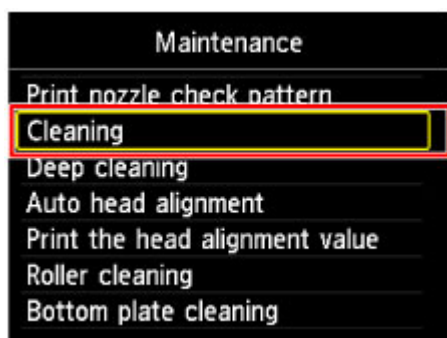 Maintenance
Print nozzle check pattern
Cleaning
Deep cleaning
Auto head alignment
Print the head alignment value
Roller cleaning
Bottom plate cleaning